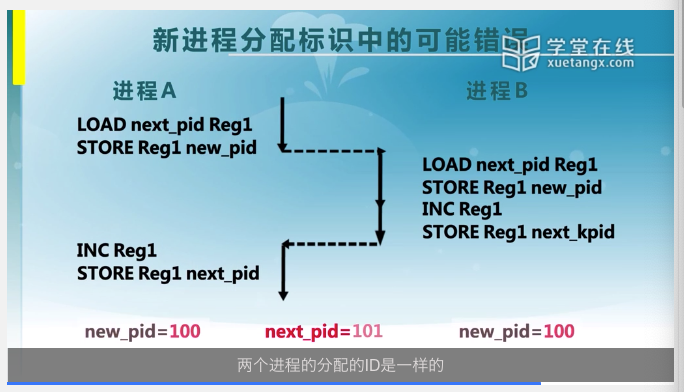 新进程分配标识中的可能错误
学堂在线
xuetangx.com
进程A
进程B
LOAD next_pid Reg1
STORE Reg1 new_pid
LOAD next_pid Reg1
STORE Reg1 new_pid
INC Reg1
STORE Reg1 next_kpid
INC Reg1
STORE Reg1 next_pid
new_pid=100
next_pid=101
new_pid=100
两个进程的分配的ID是一样的